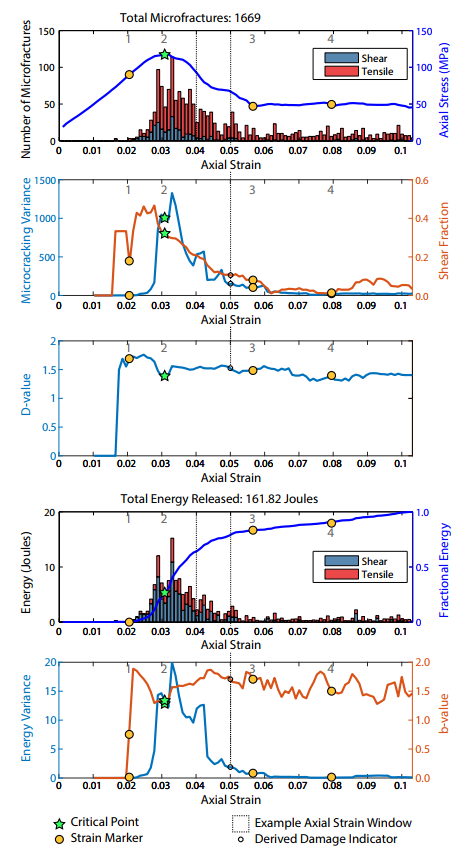 Total Microfractures: 1669
Number of Microfractures
150
100
50
0
1 2 3 4
Shear
Tensile
150
100
50
0
Axial Stress (MPa)
0 0.01 0.02 0.03 0.04 0.05 0.06 0.07 0.08 0.09 0.1
Axial Strain
Microcracking Variance
1500
1000
500
0
1 2 3 4
0.6
0.4
0.2
0.0
Shear Fraction
0 0.01 0.02 0.03 0.04 0.05 0.06 0.07 0.08 0.09 0.1
Axial Strain
D-value
2
1.5
1
0.5
0
1 2 3 4
0 0.01 0.02 0.03 0.04 0.05 0.06 0.07 0.08 0.09 0.1
Axial Strain
Total Energy Released: 161.82 Joules
Energy (Joules)
20
10
0
1 2 3 4
Shear
Tensile
1.0
0.5
0
Fractional Energy
0 0.01 0.02 0.03 0.04 0.05 0.06 0.07 0.08 0.09 0.1
Axial Strain
Energy Variance
20
15
10
5
0
1 2 3 4
2.0
1.5
1.0
0.5
0.0
b-value
0 0.01 0.02 0.03 0.04 0.05 0.06 0.07 0.08 0.09 0.1
Axial Strain
Critical Point
Strain Marker
Example Axial Strain Window
Derived Damage Indicator